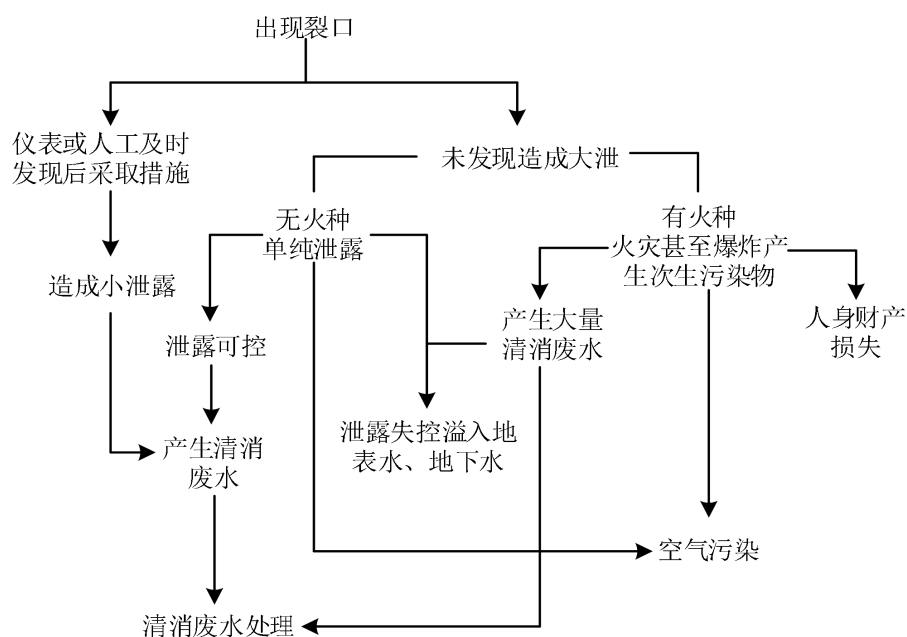 出现裂口
仪表或人工及时
发现后采取措施
未发现造成大泄
无火种
单纯泄露
有火种
火灾甚至爆炸产
生次生污染物
造成小泄露
泄露可控
产生大量
清消废水
人身财产
损失
泄露失控溢入地
表水、地下水
产生清消
废水
空气污染
清消废水处理